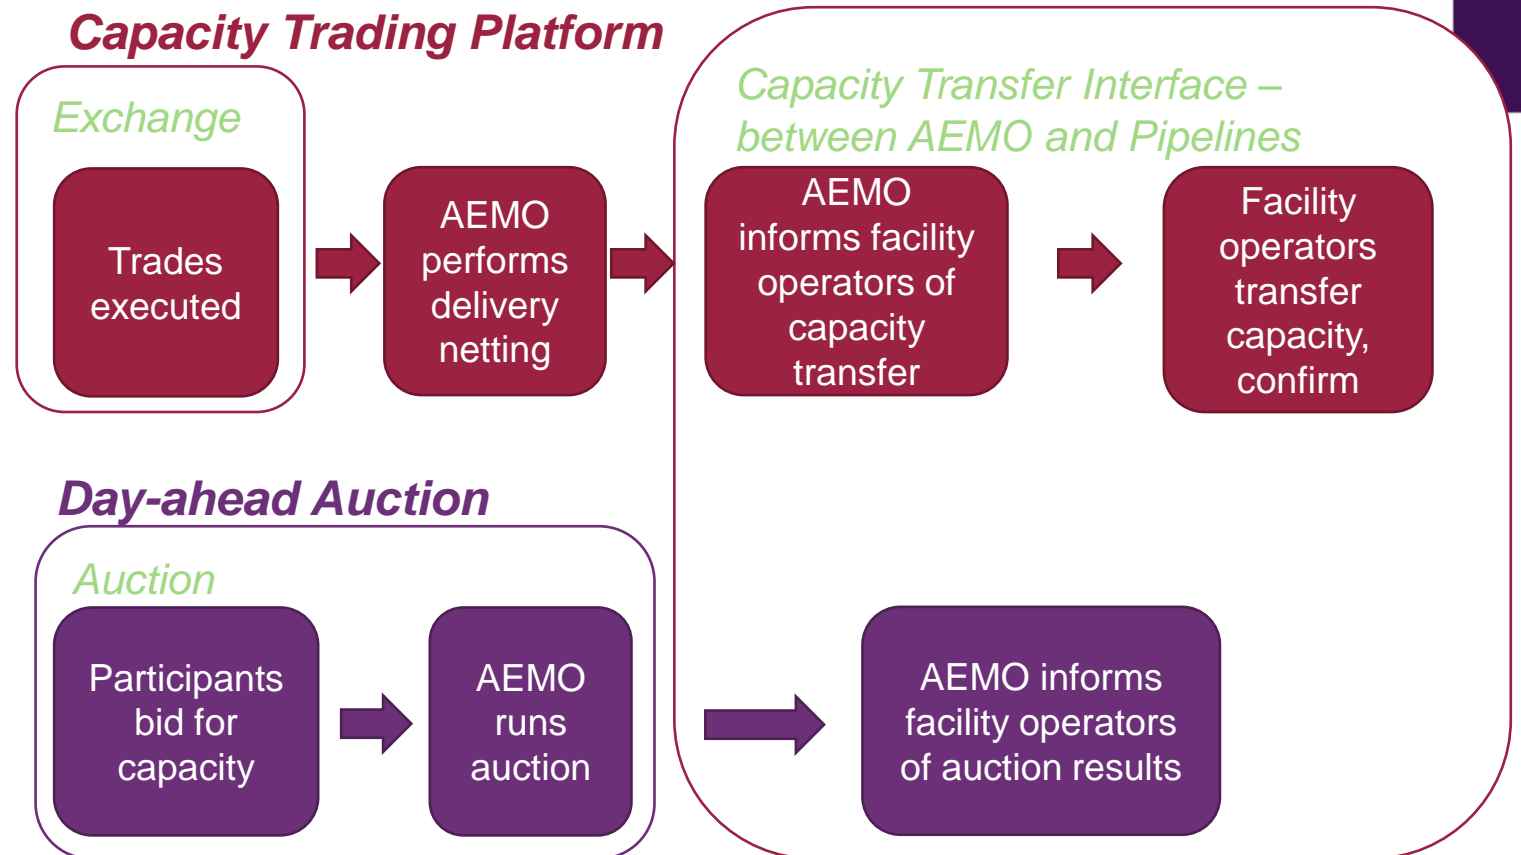 Capacity Trading Platform
Exchange
Trades
executed
AEMO
performs
delivery
netting
Capacity Transfer Interface –
between AEMO and Pipelines
AEMO
informs facility
operators of
capacity
transfer
Facility
operators
transfer
capacity,
confirm
Day-ahead Auction
Auction
Participants
bid for
capacity
AEMO
runs
auction
AEMO informs
facility operators
of auction results